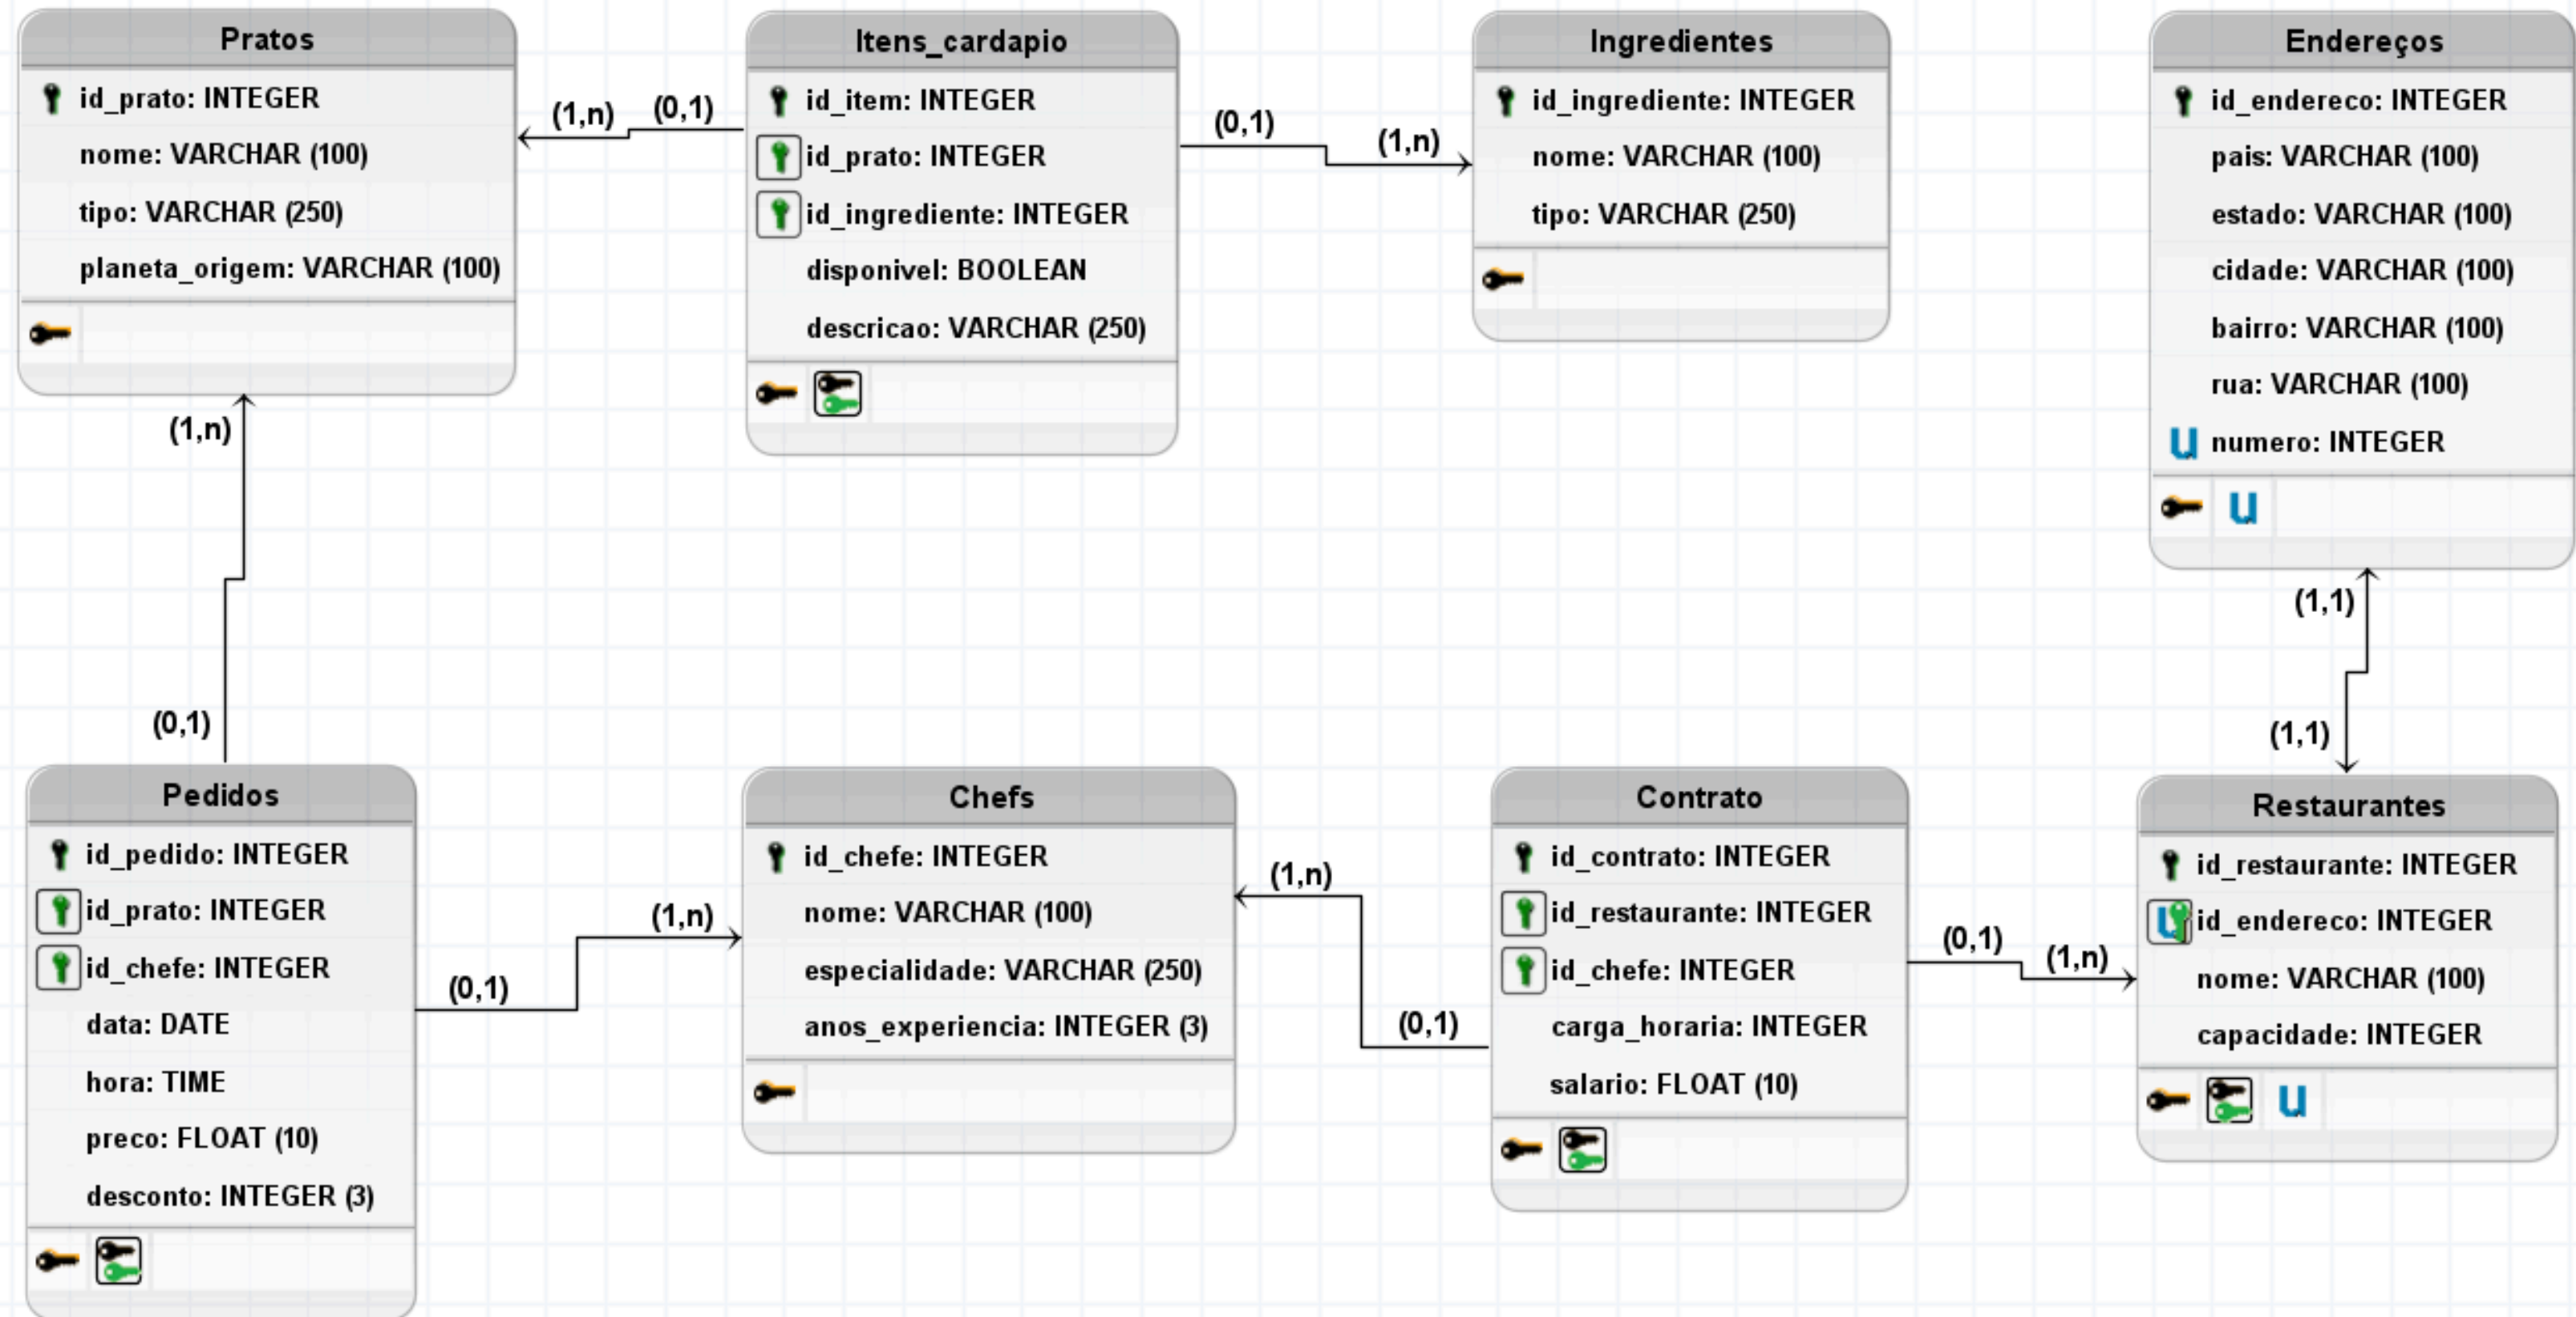 Pratos
id_prato: INTEGER
nome: VARCHAR (100)
tipo: VARCHAR (250)
planeta_origem: VARCHAR (100)
(1,n)
(0,1)
Itens_cardapio
id_item: INTEGER
id_prato: INTEGER
id_ingrediente: INTEGER
disponivel: BOOLEAN
descricao: VARCHAR (250)
(0,1)
(1,n)
Ingredientes
id_ingrediente: INTEGER
nome: VARCHAR (100)
tipo: VARCHAR (250)
Endereços
id_endereco: INTEGER
pais: VARCHAR (100)
estado: VARCHAR (100)
cidade: VARCHAR (100)
bairro: VARCHAR (100)
rua: VARCHAR (100)
u numero: INTEGER
u
(1,n)
(0,1)
(1,1)
(1,1)
Pedidos
id_pedido: INTEGER
id_prato: INTEGER
id_chefe: INTEGER
data: DATE
hora: TIME
preco: FLOAT (10)
desconto: INTEGER (3)
(0,1)
(1,n)
Chefs
id_chefe: INTEGER
nome: VARCHAR (100)
especialidade: VARCHAR (250)
anos_experiencia: INTEGER (3)
(1,n)
(0,1)
Contrato
id_contrato: INTEGER
id_restaurante: INTEGER
id_chefe: INTEGER
carga_horaria: INTEGER
salario: FLOAT (10)
(0,1)
(1,n)
Restaurantes
id_restaurante: INTEGER
u id_endereco: INTEGER
nome: VARCHAR (100)
capacidade: INTEGER
u